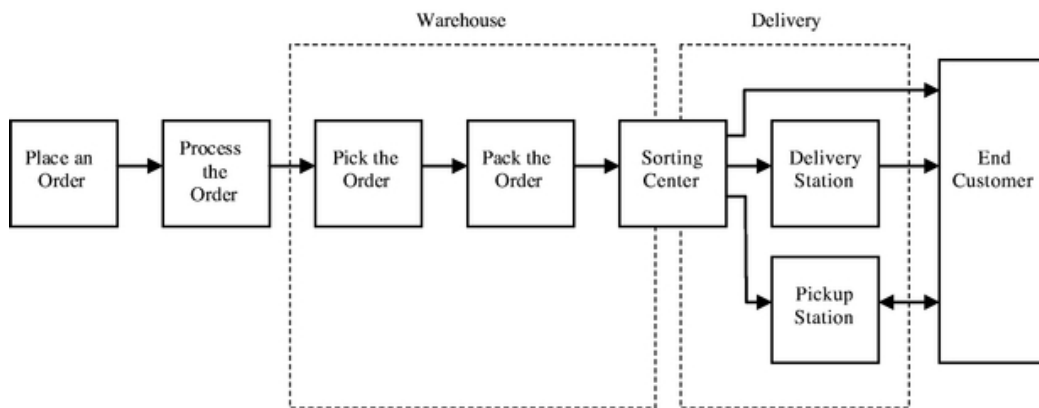 Warehouse
Delivery
Place an
Order
Process
the
Order
Pick the
Order
Pack the
Order
Sorting
Center
Delivery
Station
End
Customer
Pickup
Station